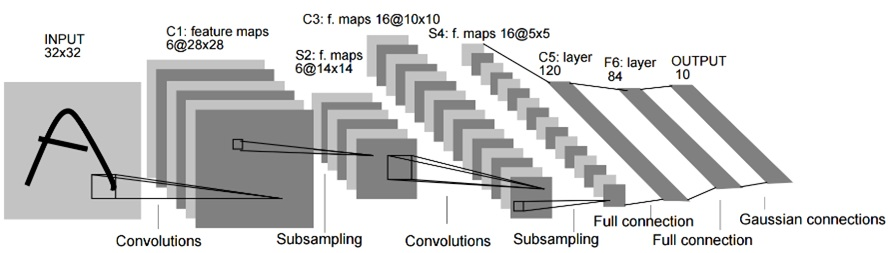 INPUT
32x32
C1: feature maps
6@28x28
C3: f. maps 16@10x10
S2: f. maps
6@14x14
S4: f. maps 16@5x5
C5: layer
120
F6: layer
84
OUTPUT
10
A
Convolutions
Subsampling
Convolutions
Subsampling
Full connection
Full connection
Gaussian connections